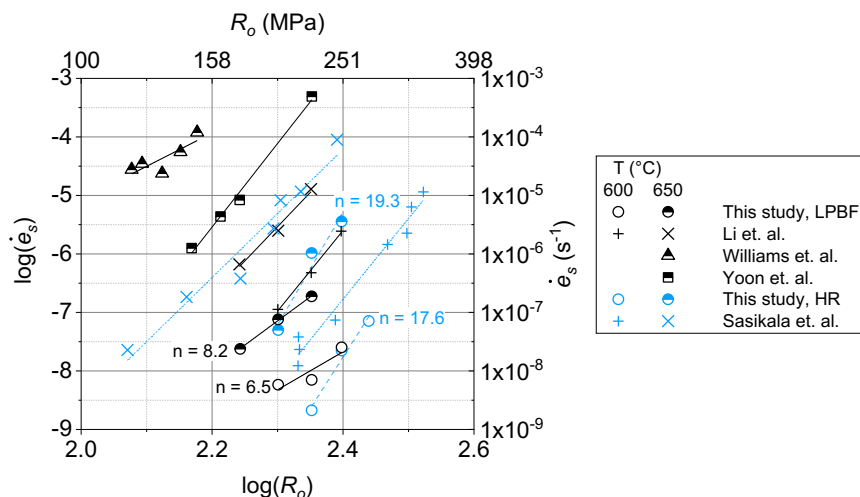 R_o (MPa)
100 158 251 398
-3 1x10⁻³
-4 1x10⁻⁴
-5 1x10⁻⁵
-6 1x10⁻⁶
-7 1x10⁻⁷
-8 1x10⁻⁸
-9 1x10⁻⁹
log(ė_s)
ė_s (s⁻¹)
n = 19.3
n = 17.6
n = 8.2
n = 6.5
2.0 2.2 2.4 2.6
log(R_o)
T (°C)
600 650
This study, LPBF
Li et. al.
Williams et. al.
Yoon et. al.
This study, HR
Sasikala et. al.